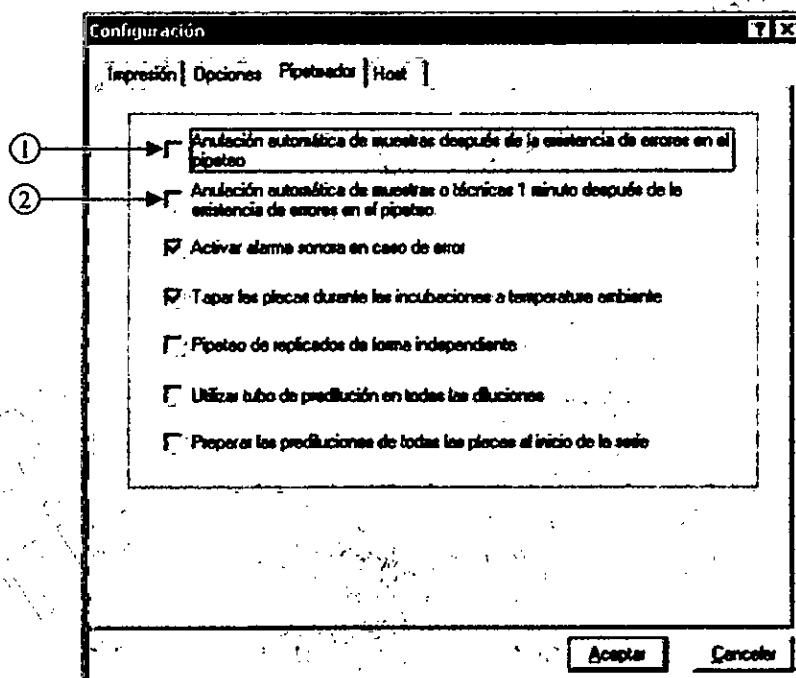 Configuración
Impresión Opciones Pipeteador Host
① Anulación automática de muestras después de la existencia de errores en el
pipeteo
② Anulación automática de muestras o técnicas 1 minuto después de la
existencia de errores en el pipeteo.
Activar alarma sonora en caso de error
Tapar las placas durante las incubaciones a temperatura ambiente
Pipeteo de replicados de forma independiente
Utilizar tubo de predilución en todas las diluciones
Preparar las prediluciones de todas las placas al inicio de la serie
Aceptar Cancelar